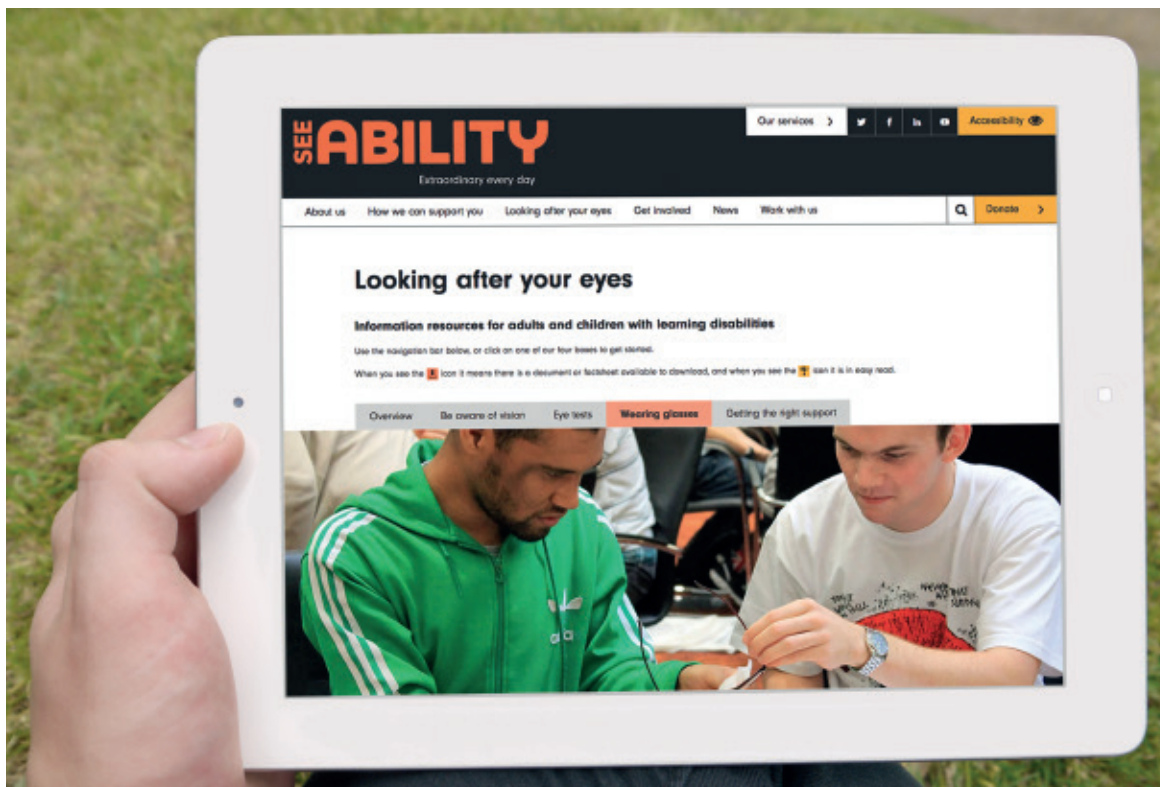 SEE ABILITY
Extraordinary every day
Our services
Accessibility
About us How we can support you Looking after your eyes Get involved News Work with us
Donate
Looking after your eyes
Information resources for adults and children with learning disabilities
Use the navigation bar below, or click on one of our four boxes to get started.
When you see the icon it means there is a document or factsheet available to download, and when you see the icon it is in easy read.
Overview Be aware of vision Eye tests Wearing glasses Getting the right support